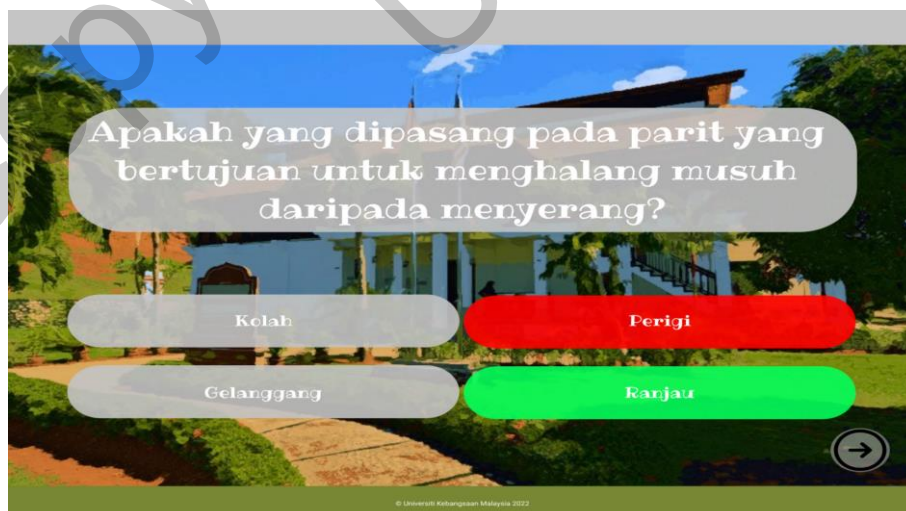 Apakah yang dipasang pada parit yang
bertujuan untuk menghalang musuh
daripada menyerang?
Kolah
Perigi
Gelanggang
Ranjau
© Universiti Kebangsaan Malaysia 2022